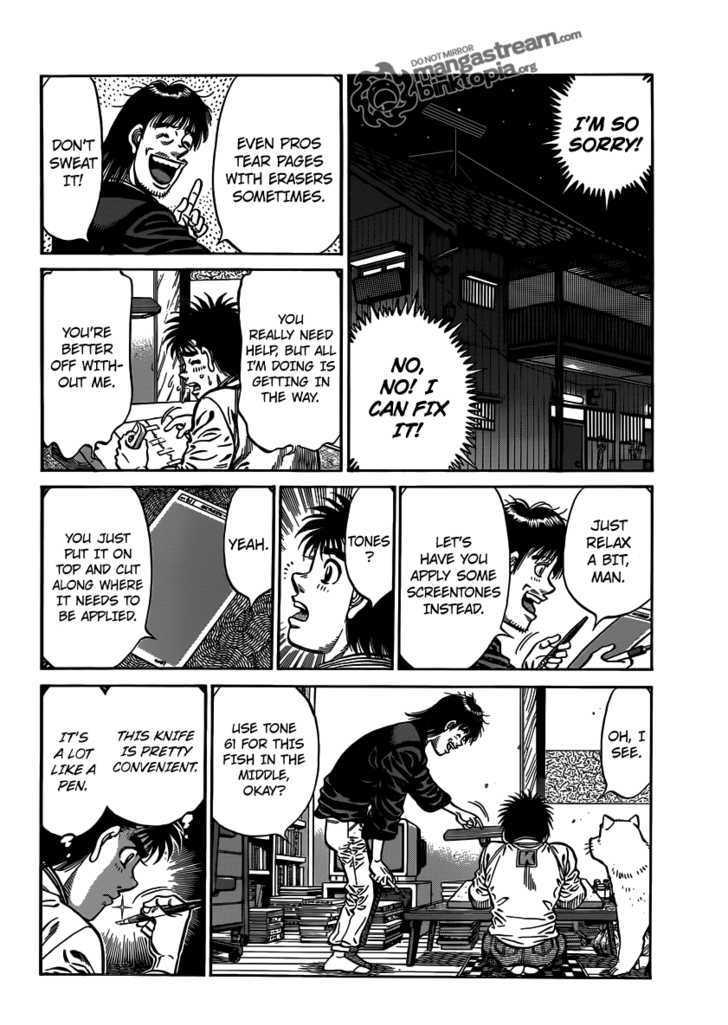 DO NOT MIRROR
mangastream.com
binktopia.org
I'M SO
SORRY!
NO,
NO! I
CAN FIX
IT!
EVEN PROS
TEAR PAGES
WITH ERASERS
SOMETIMES.
DON'T
SWEAT
IT!
YOU
REALLY NEED
HELP, BUT ALL
I'M DOING IS
GETTING IN
THE WAY.
YOU'RE
BETTER
OFF WITH-
OUT ME.
JUST
RELAX
A BIT,
MAN.
LET'S
HAVE YOU
APPLY SOME
SCREENTONES
INSTEAD.
TONES
?
YEAH.
YOU JUST
PUT IT ON
TOP AND CUT
ALONG WHERE
IT NEEDS TO
BE APPLIED.
OH, I
SEE.
USE TONE
61 FOR THIS
FISH IN THE
MIDDLE,
OKAY?
K
THIS KNIFE
IS PRETTY
CONVENIENT.
IT'S
A LOT
LIKE A
PEN.